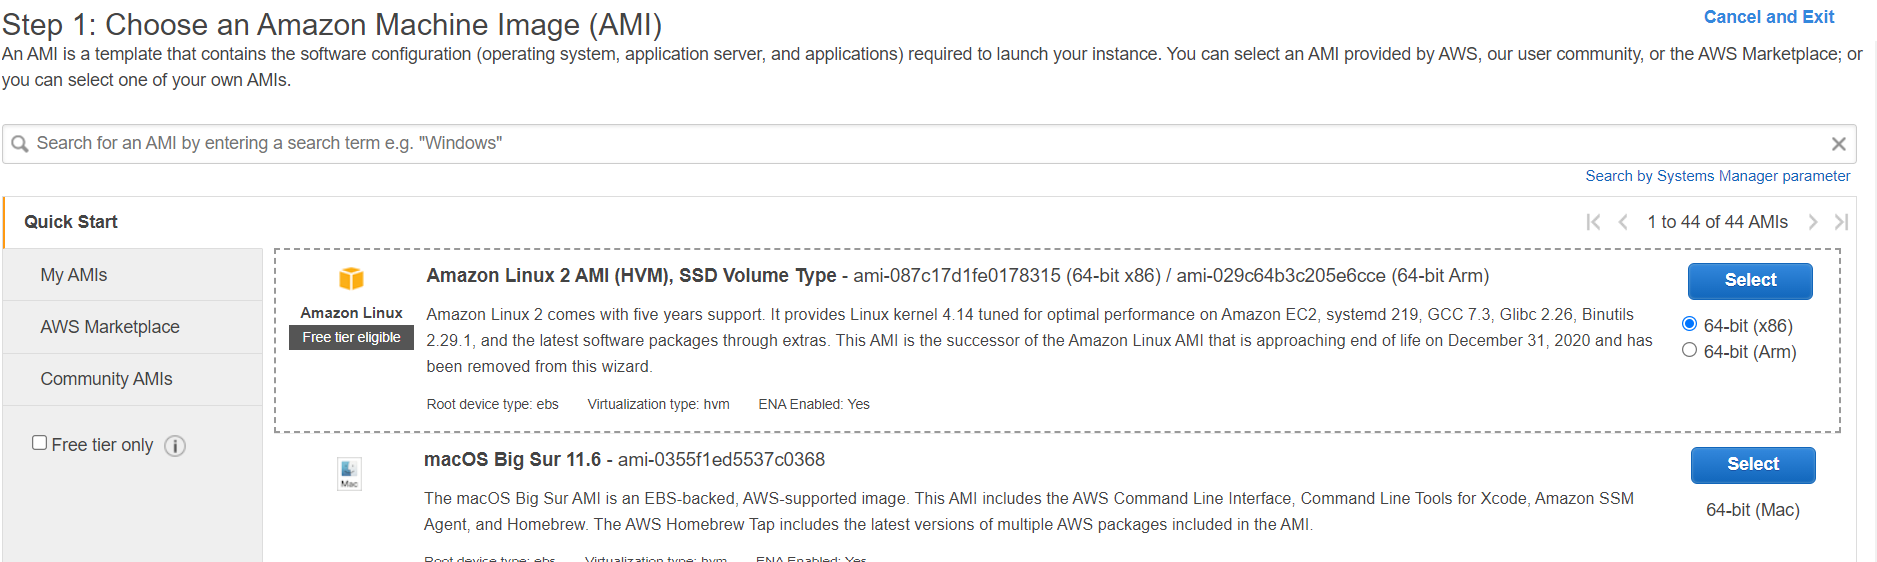 Step 1: Choose an Amazon Machine Image (AMI)
Cancel and Exit
An AMI is a template that contains the software configuration (operating system, application server, and applications) required to launch your instance. You can select an AMI provided by AWS, our user community, or the AWS Marketplace; or
you can select one of your own AMIs.
Search for an AMI by entering a search term e.g. "Windows"
Search by Systems Manager parameter
Quick Start
1 to 44 of 44 AMIs
My AMIs
AWS Marketplace
Community AMIs
Free tier only
Amazon Linux
Free tier eligible
Amazon Linux 2 AMI (HVM), SSD Volume Type - ami-087c17d1fe0178315 (64-bit x86) / ami-029c64b3c205e6cce (64-bit Arm)
Amazon Linux 2 comes with five years support. It provides Linux kernel 4.14 tuned for optimal performance on Amazon EC2, systemd 219, GCC 7.3, Glibc 2.26, Binutils
2.29.1, and the latest software packages through extras. This AMI is the successor of the Amazon Linux AMI that is approaching end of life on December 31, 2020 and has
been removed from this wizard.
Root device type: ebs Virtualization type: hvm ENA Enabled: Yes
Select
64-bit (x86)
64-bit (Arm)
Mac
macOS Big Sur 11.6 - ami-0355f1ed5537c0368
The macOS Big Sur AMI is an EBS-backed, AWS-supported image. This AMI includes the AWS Command Line Interface, Command Line Tools for Xcode, Amazon SSM
Agent, and Homebrew. The AWS Homebrew Tap includes the latest versions of multiple AWS packages included in the AMI.
Root device type: ebs Virtualization type: hvm ENA Enabled: Yes
Select
64-bit (Mac)